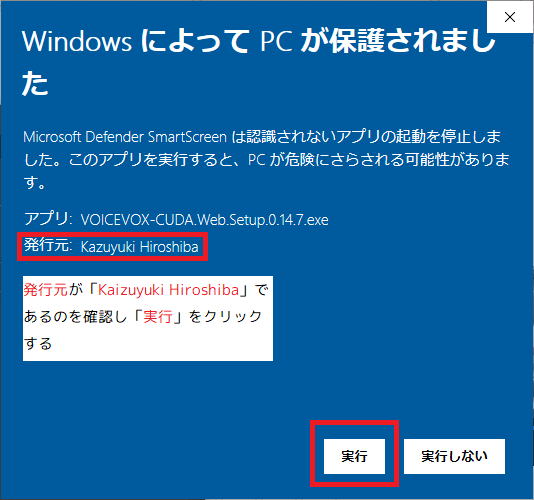 Windows によって PC が保護されまし
た
Microsoft Defender SmartScreen は認識されないアプリの起動を停止しま
した。このアプリを実行すると、PC が危険にさらされる可能性がありま
す。
アプリ: VOICEVOX-CUDA.Web.Setup.0.14.7.exe
発行元: Kazuyuki Hiroshiba
発行元が「Kaizuyuki Hiroshiba」で
あるのを確認し「実行」をクリック
する
実行 実行しない